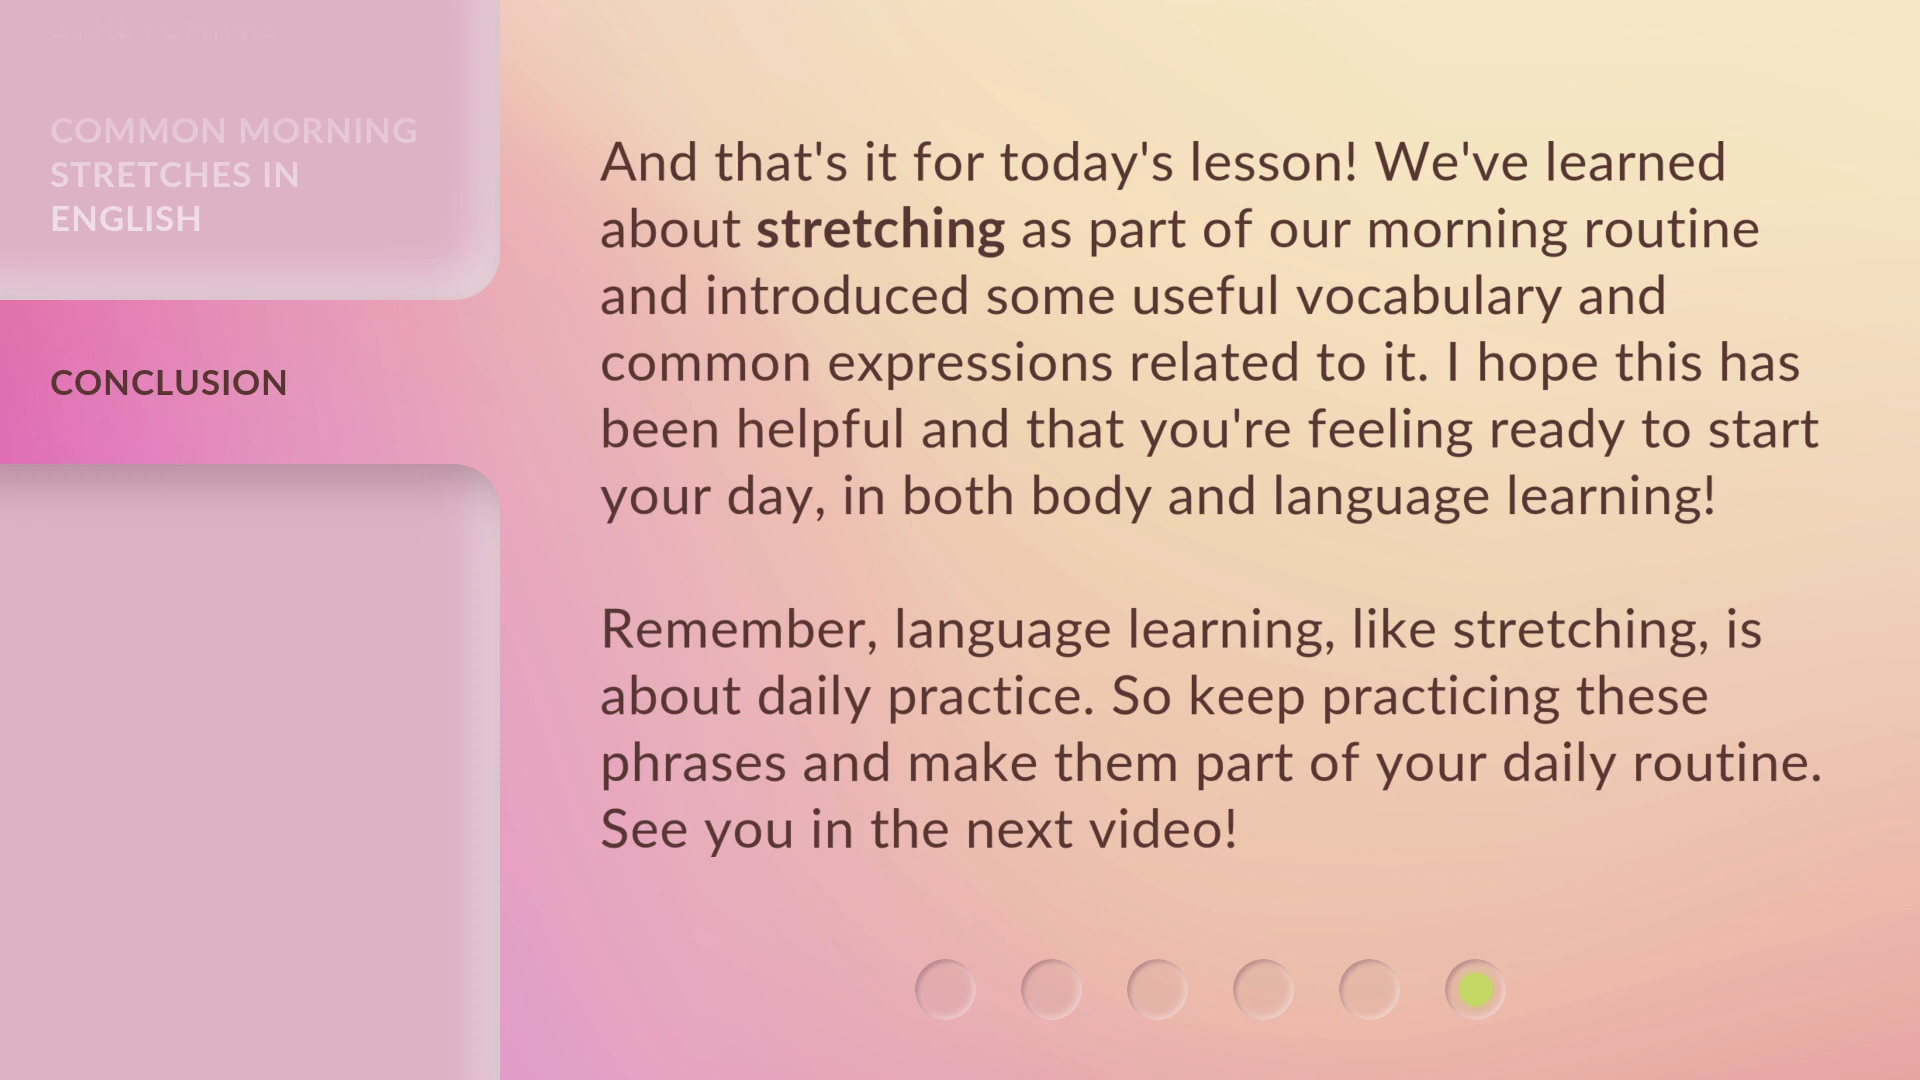 STRETCHING
COMMON MORNING
STRETCHES IN
ENGLISH
CONCLUSION
And that's it for today's lesson! We've learned
about stretching as part of our morning routine
and introduced some useful vocabulary and
common expressions related to it. I hope this has
been helpful and that you're feeling ready to start
your day, in both body and language learning!
Remember, language learning, like stretching, is
about daily practice. So keep practicing these
phrases and make them part of your daily routine.
See you in the next video!